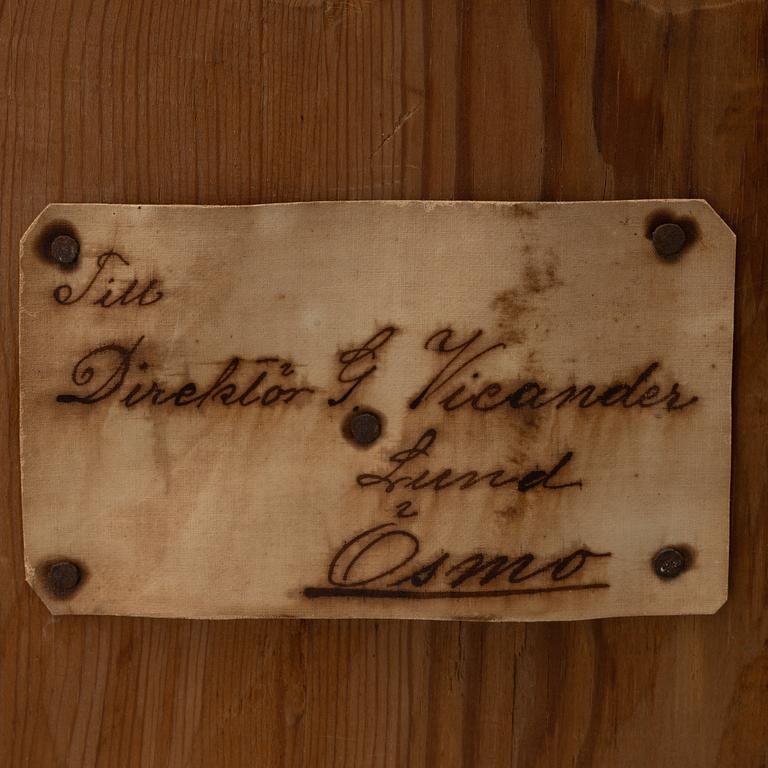 Till
Direktör G Vicander
Lund
Ösmo